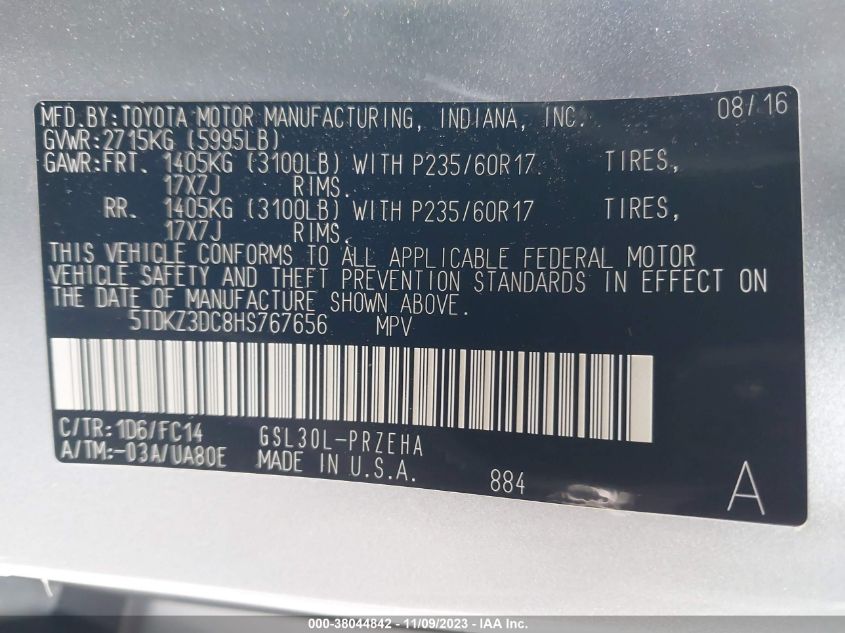 MFD.BY:TOYOTA MOTOR MANUFACTURING, INDIANA, INC. 08/16
GVWR:2715KG (5995LB)
GAWR:FRT. 1405KG (3100LB) WITH P235/60R17 TIRES,
17X7J RIMS.
RR. 1405KG (3100LB) WITH P235/60R17 TIRES,
17X7J RIMS.
THIS VEHICLE CONFORMS TO ALL APPLICABLE FEDERAL MOTOR
VEHICLE SAFETY AND THEFT PREVENTION STANDARDS IN EFFECT ON
THE DATE OF MANUFACTURE SHOWN ABOVE.
5TDKZ3DC8HS767656 MPV
C/TR:1D6/FC14 GSL30L-PRZEHA
A/TM:-03A/UA80E MADE IN U.S.A. 884 A
000-38044842 - 11/09/2023 - IAA Inc.